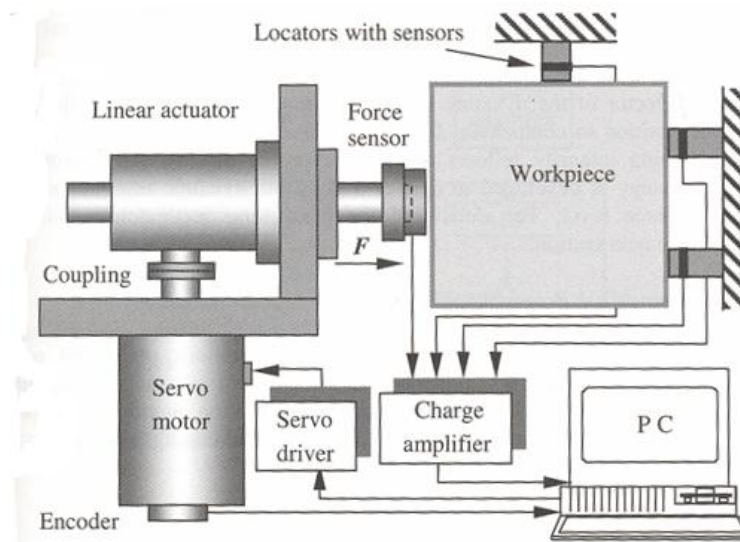 Locators with sensors
Linear actuator
Force
sensor
Workpiece
F
Coupling
Servo
motor
Servo
driver
Charge
amplifier
P C
Encoder